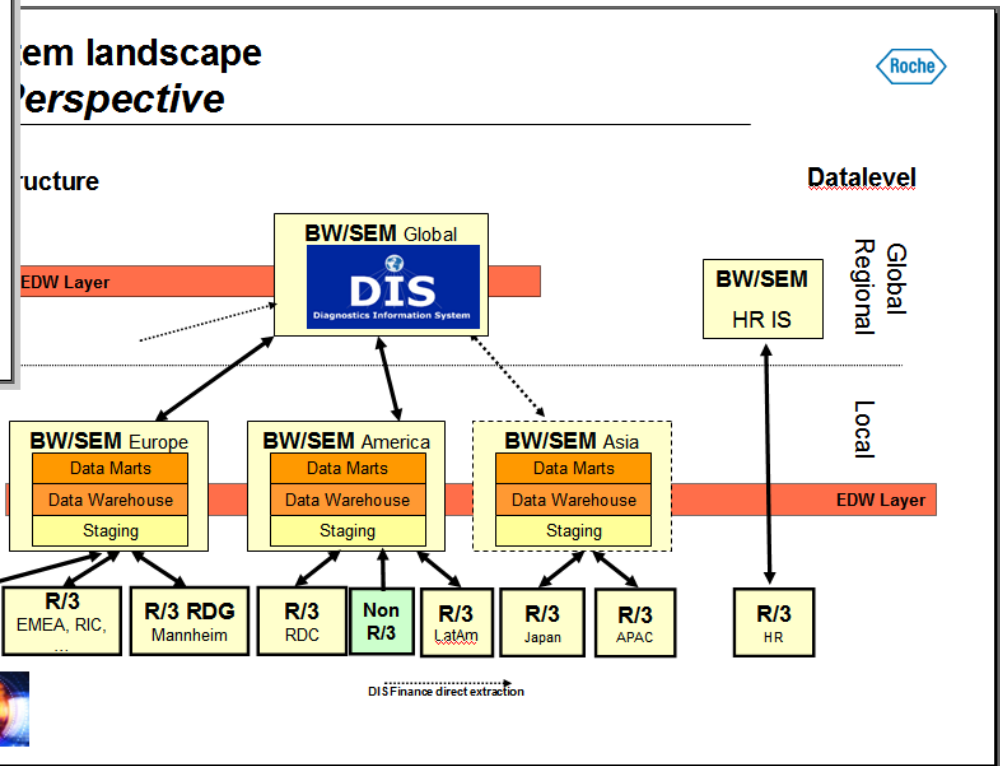 tem landscape
Perspective
Roche
ructure
Datalevel
BW/SEM Global
DIS
Diagnostics Information System
EDW Layer
BW/SEM
HR IS
Global
Regional
Local
BW/SEM Europe
Data Marts
Data Warehouse
Staging
BW/SEM America
Data Marts
Data Warehouse
Staging
BW/SEM Asia
Data Marts
Data Warehouse
Staging
EDW Layer
R/3
EMEA, RIC,
...
R/3 RDG
Mannheim
R/3
RDC
Non
R/3
R/3
LatAm
R/3
Japan
R/3
APAC
R/3
HR
DISFinance direct extraction